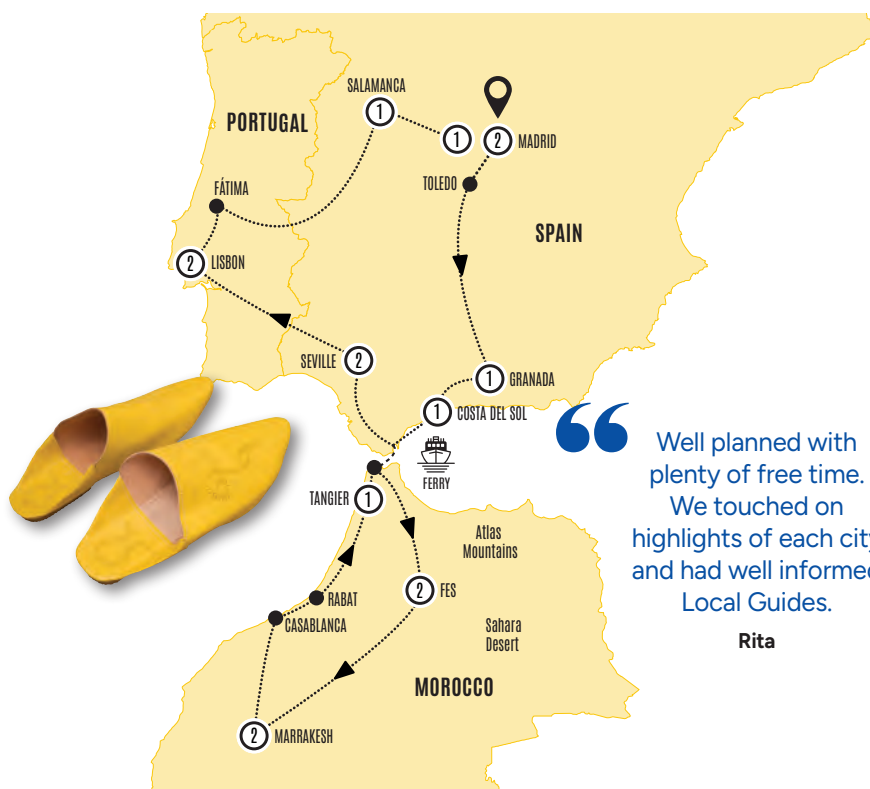 SALAMANCA
1
PORTUGAL
1
2
MADRID
FÁTIMA
TOLEDO
SPAIN
2
LISBON
SEVILLE
2
1
GRANADA
1
COSTA DEL SOL
FERRY
TANGIER
1
Atlas
Mountains
2
FES
RABAT
CASABLANCA
Sahara
Desert
MOROCCO
2
MARRAKESH
“
Well planned with
plenty of free time.
We touched on
highlights of each city
and had well informed
Local Guides.
Rita